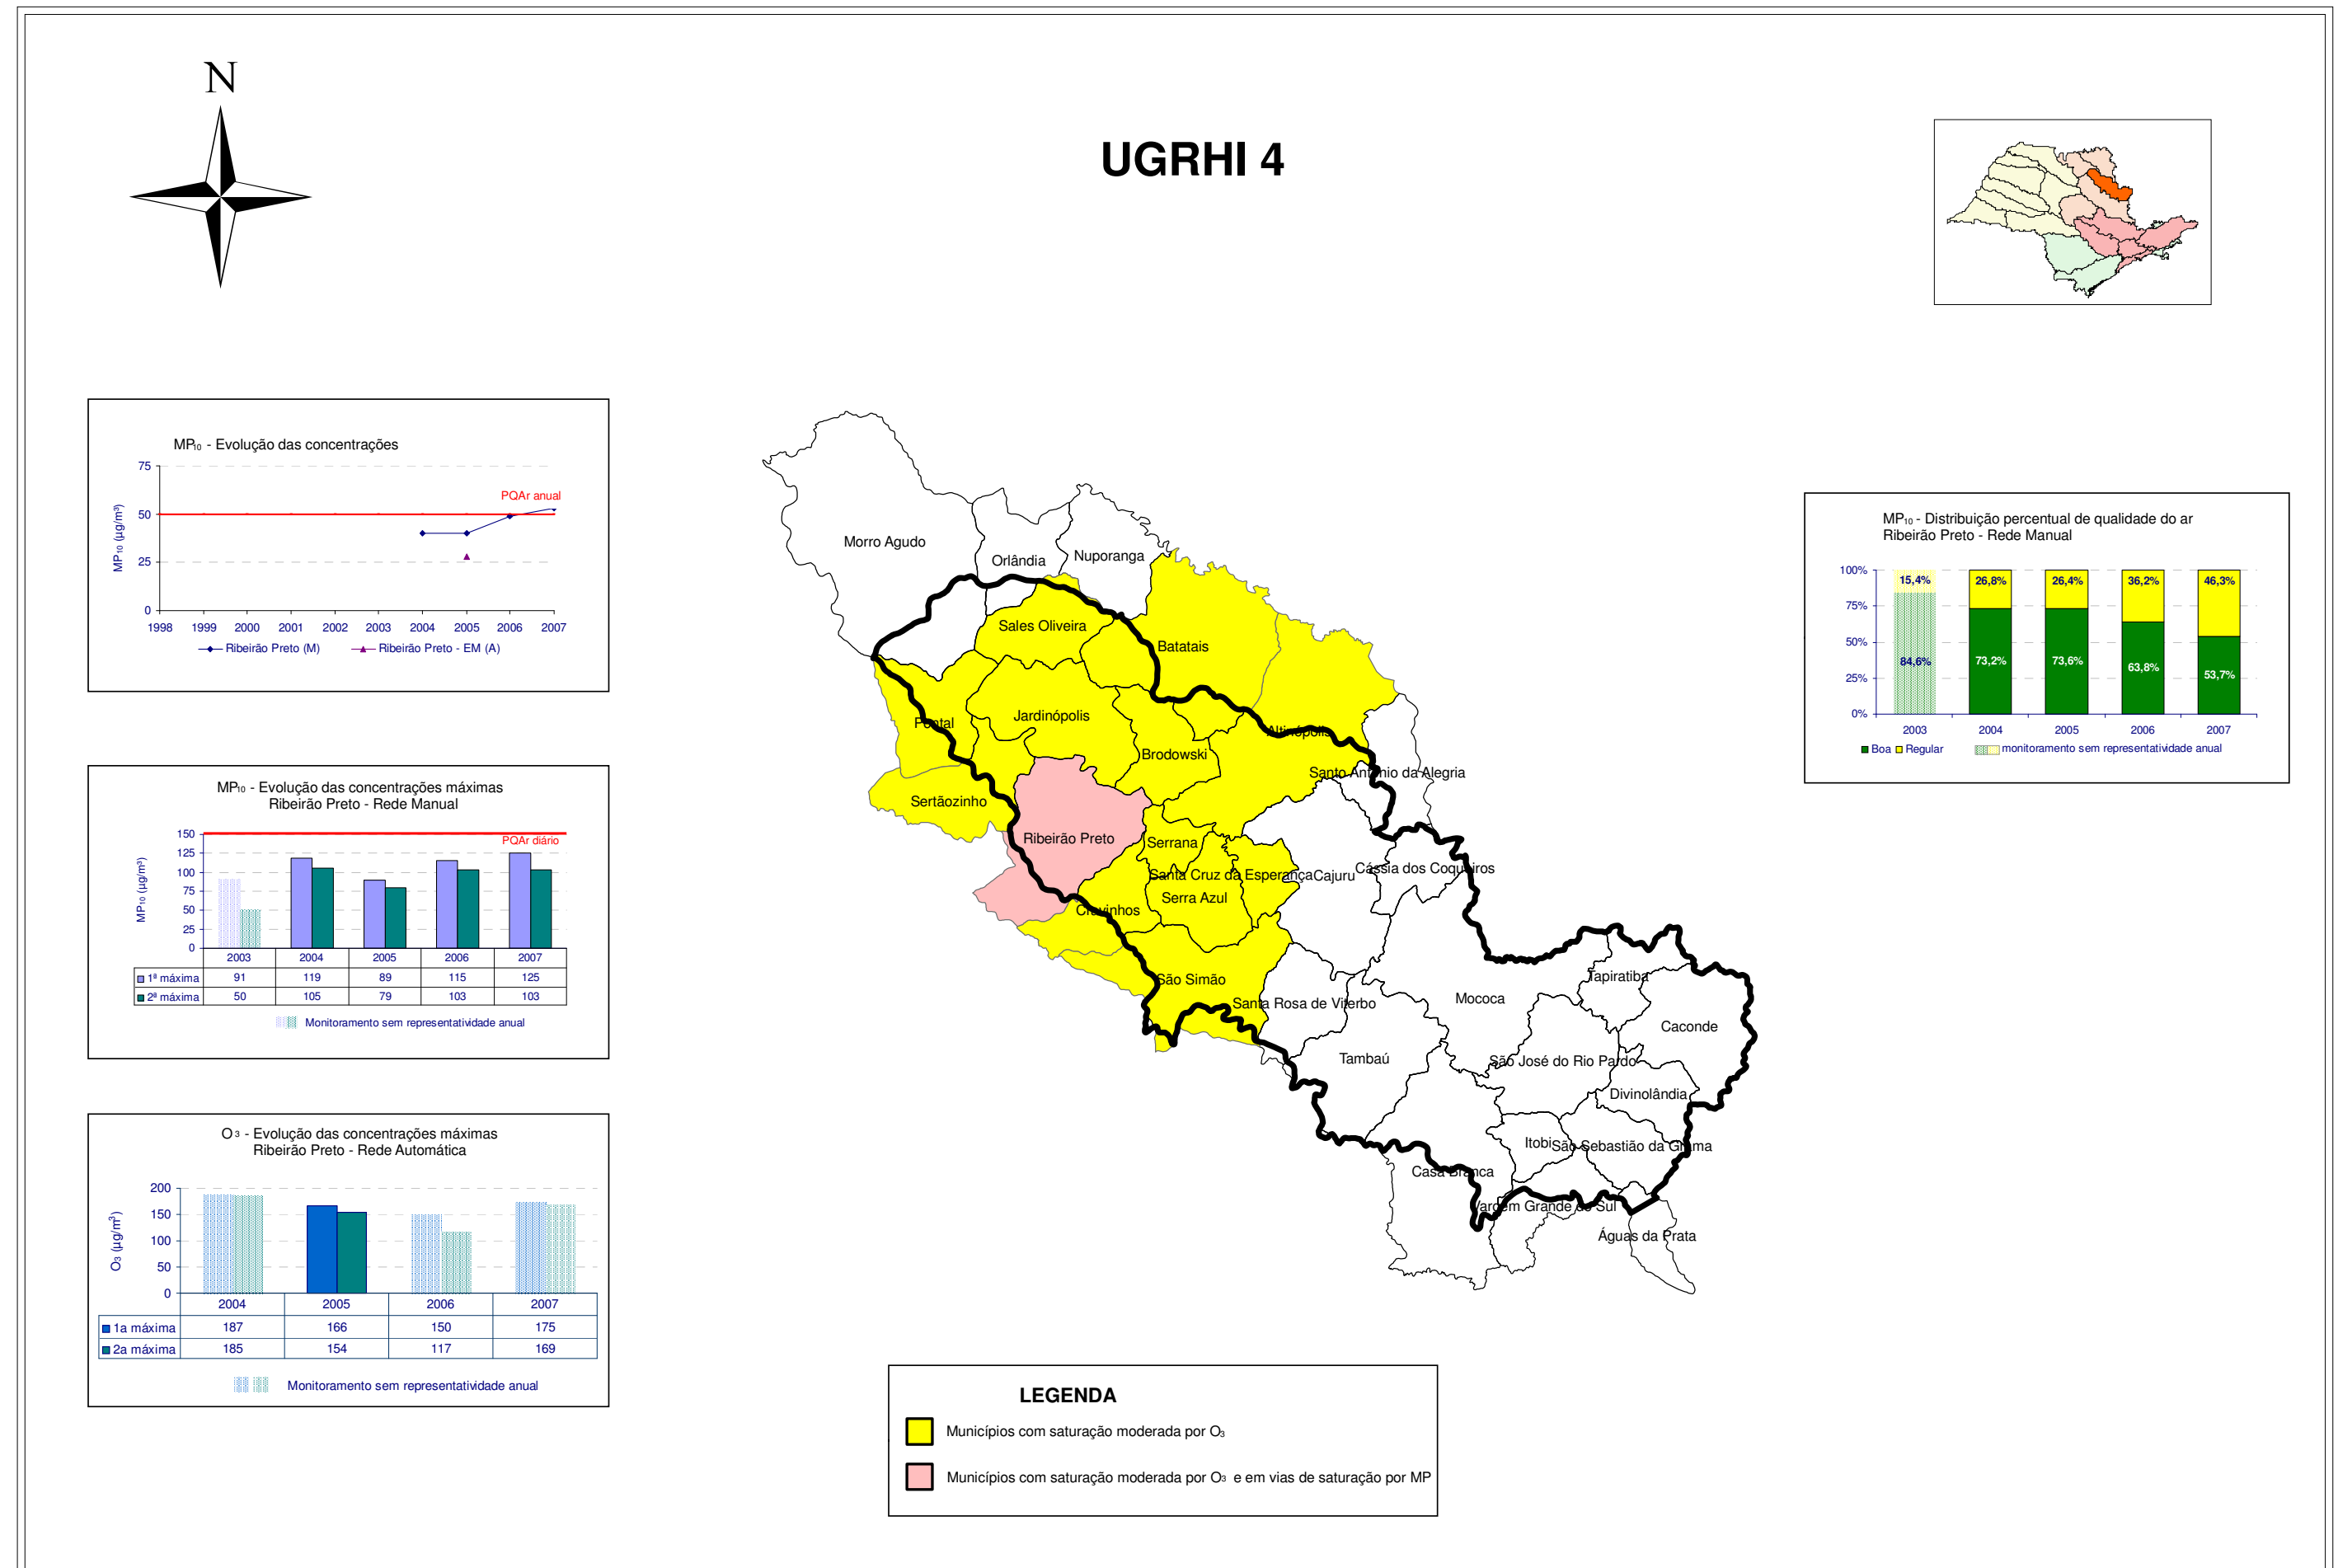 N
UGRHI 4
MP10 - Evolução das concentrações
75
50
25
0
MP10 (µg/m³)
PQAr anual
1998 1999 2000 2001 2002 2003 2004 2005 2006 2007
Ribeirão Preto (M) Ribeirão Preto - EM (A)
MP10 - Evolução das concentrações máximas
Ribeirão Preto - Rede Manual
150
125
100
75
50
25
0
MP10 (µg/m³)
PQAr diário
2003 2004 2005 2006 2007
1ª máxima 91 119 89 115 125
2ª máxima 50 105 79 103 103
Monitoramento sem representatividade anual
O3 - Evolução das concentrações máximas
Ribeirão Preto - Rede Automática
200
150
100
50
0
O3 (µg/m³)
2004 2005 2006 2007
1a máxima 187 166 150 175
2a máxima 185 154 117 169
Monitoramento sem representatividade anual
Morro Agudo
Orlândia
Nuporanga
Sales Oliveira
Batatais
Pontal
Jardinópolis
Altinópolis
Brodowski
Santo Antônio da Alegria
Sertãozinho
Ribeirão Preto
Serrana
Cássia dos Coqueiros
Santa Cruz da Esperança
Cajuru
Serra Azul
Cravinhos
São Simão
Santa Rosa de Viterbo
Mococa
Tapiratiba
Caconde
Tambaú
São José do Rio Pardo
Divinolândia
Itobi
São Sebastião da Grama
Casa Branca
Vargem Grande do Sul
Águas da Prata
MP10 - Distribuição percentual de qualidade do ar
Ribeirão Preto - Rede Manual
100%
75%
50%
25%
0%
15,4% 26,8% 26,4% 36,2% 46,3%
84,6% 73,2% 73,6% 63,8% 53,7%
2003 2004 2005 2006 2007
Boa Regular monitoramento sem representatividade anual
LEGENDA
Municípios com saturação moderada por O3
Municípios com saturação moderada por O3 e em vias de saturação por MP